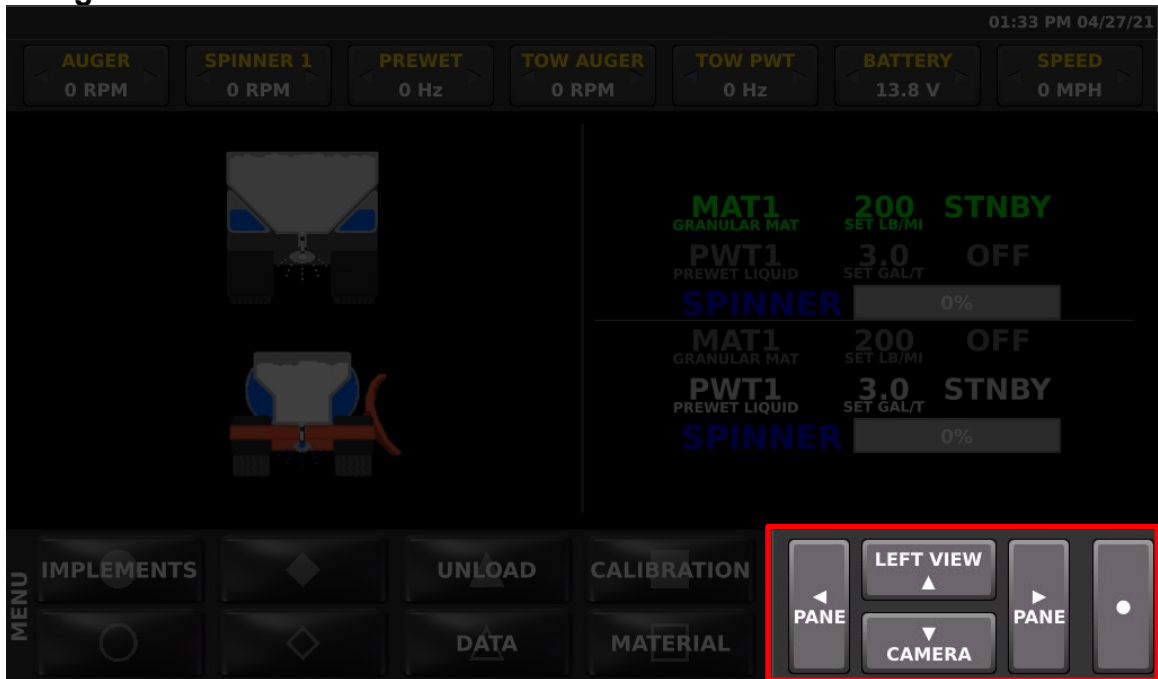 01:33 PM 04/27/21
AUGER SPINNER 1 PREWET TOW AUGER TOW PWT BATTERY SPEED
0 RPM 0 RPM 0 Hz 0 RPM 0 Hz 13.8 V 0 MPH
MAT1 200 STNBY
GRANULAR MAT SET LB/MI
PWT1 3.0 OFF
PREWET LIQUID SET GAL/T
SPINNER 0%
MAT1 200 OFF
GRANULAR MAT SET LB/MI
PWT1 3.0 STNBY
PREWET LIQUID SET GAL/T
SPINNER 0%
MENU
IMPLEMENTS UNLOAD CALIBRATION
DATA MATERIAL
PANE
LEFT VIEW
CAMERA
PANE